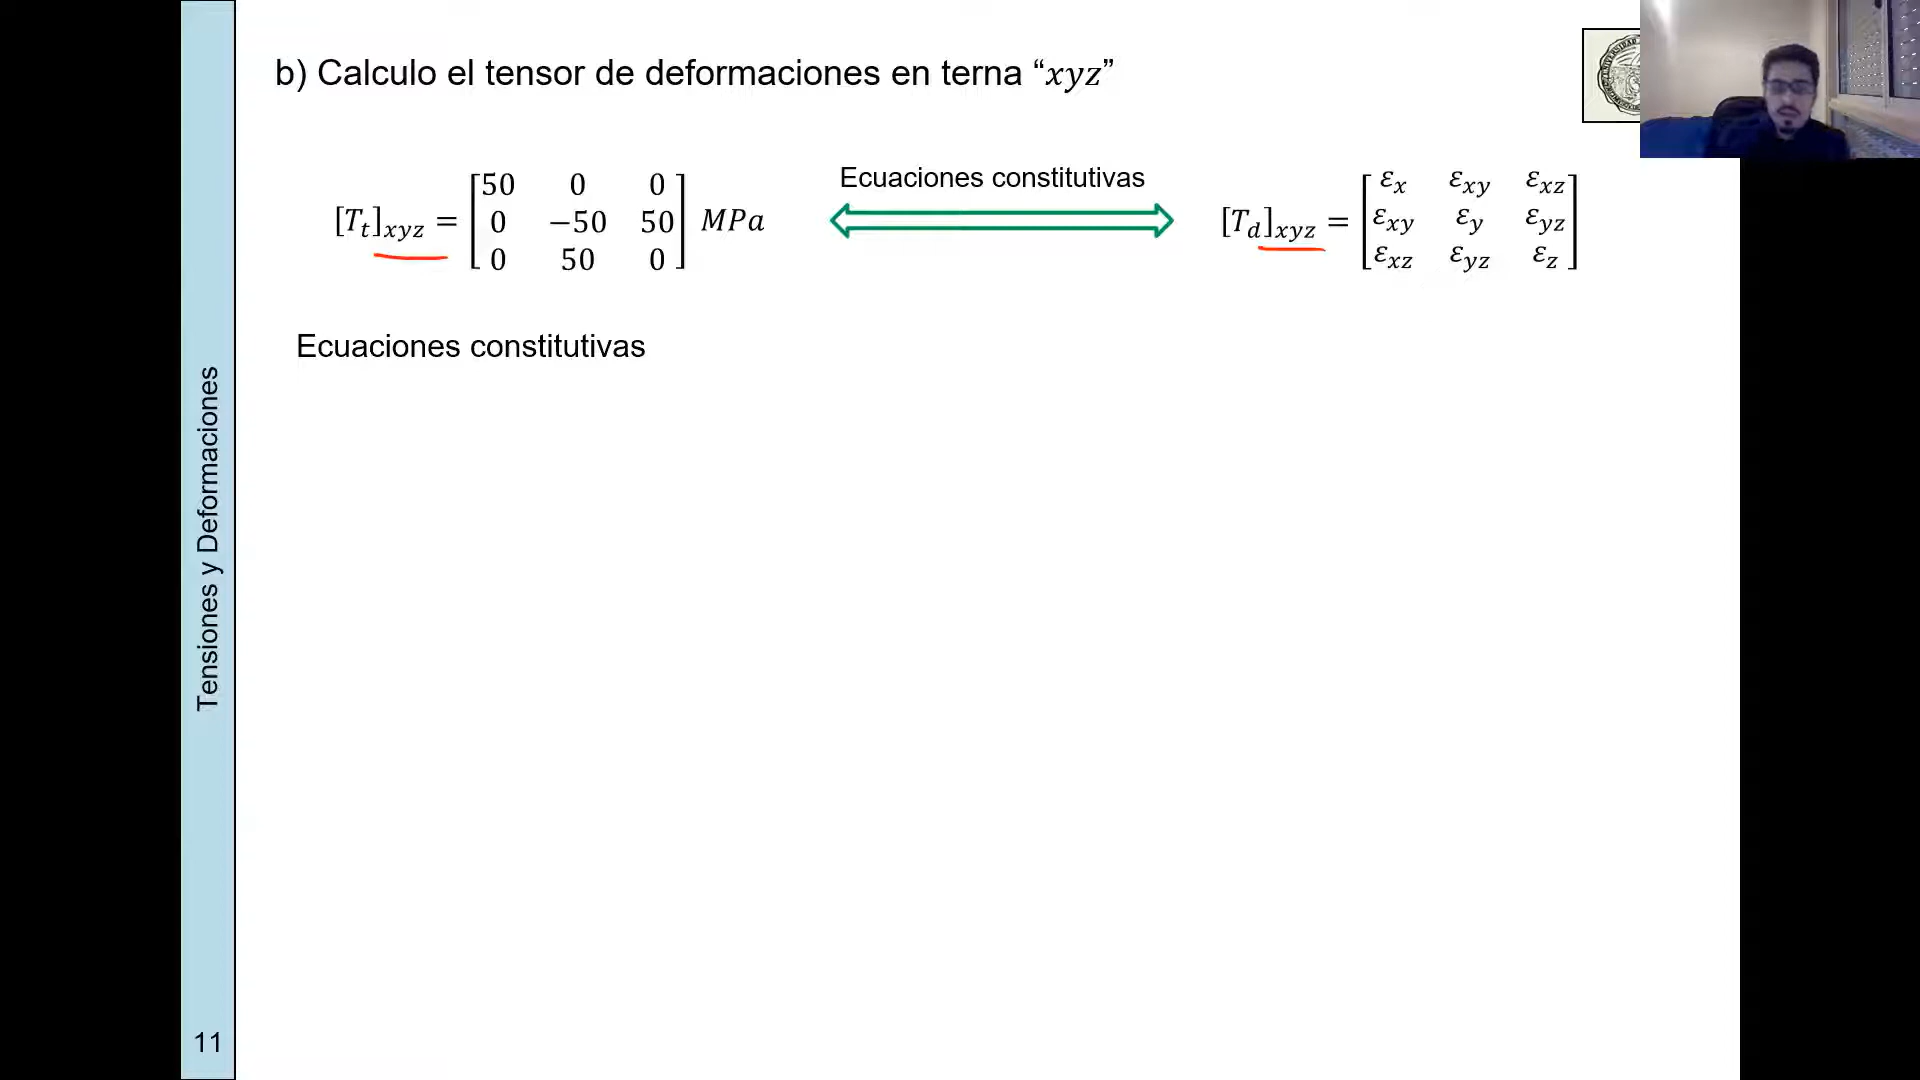 b) Calculo el tensor de deformaciones en terna “xyz”
Ecuaciones constitutivas
[T_t]_xyz = [50 0 0; 0 −50 50; 0 50 0] MPa
[T_d]_xyz = [ε_x ε_xy ε_xz; ε_xy ε_y ε_yz; ε_xz ε_yz ε_z]
Ecuaciones constitutivas
Tensiones y Deformaciones
11